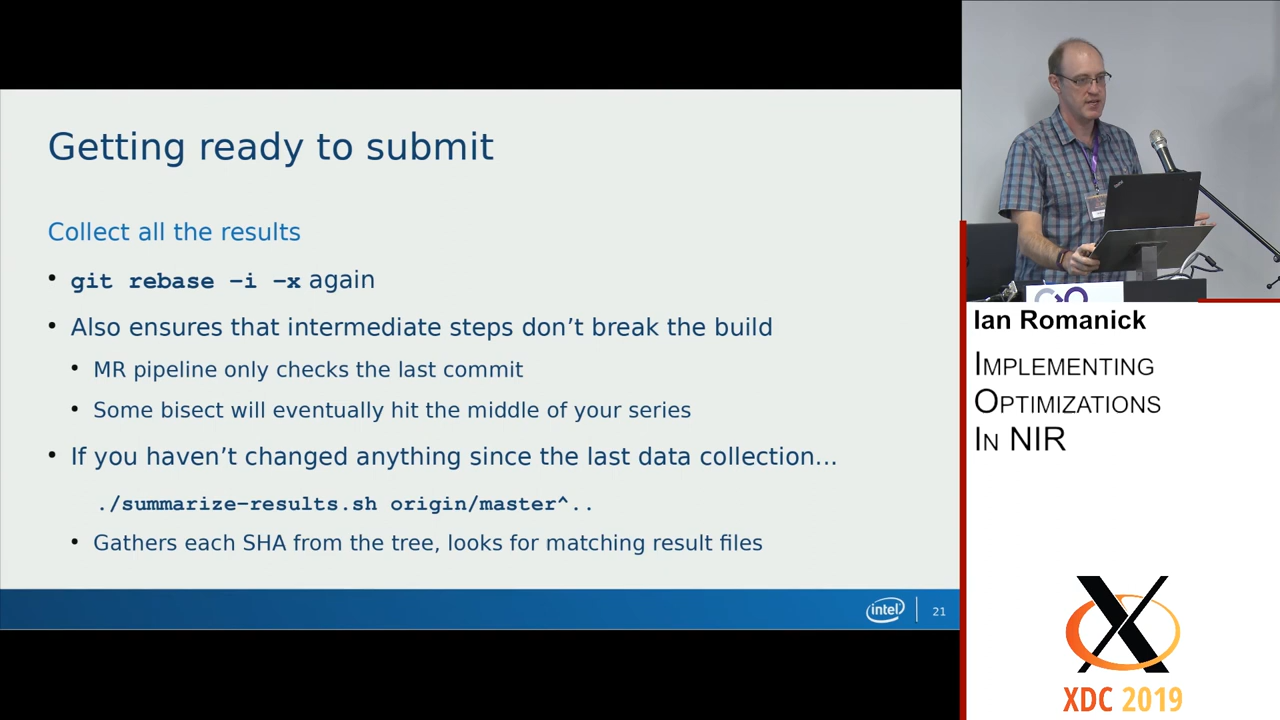 Getting ready to submit
Collect all the results
• git rebase -i -x again
• Also ensures that intermediate steps don’t break the build
• MR pipeline only checks the last commit
• Some bisect will eventually hit the middle of your series
• If you haven’t changed anything since the last data collection…
./summarize-results.sh origin/master^..
• Gathers each SHA from the tree, looks for matching result files
intel
21
Ian Romanick
IMPLEMENTING
OPTIMIZATIONS
IN NIR
XDC 2019